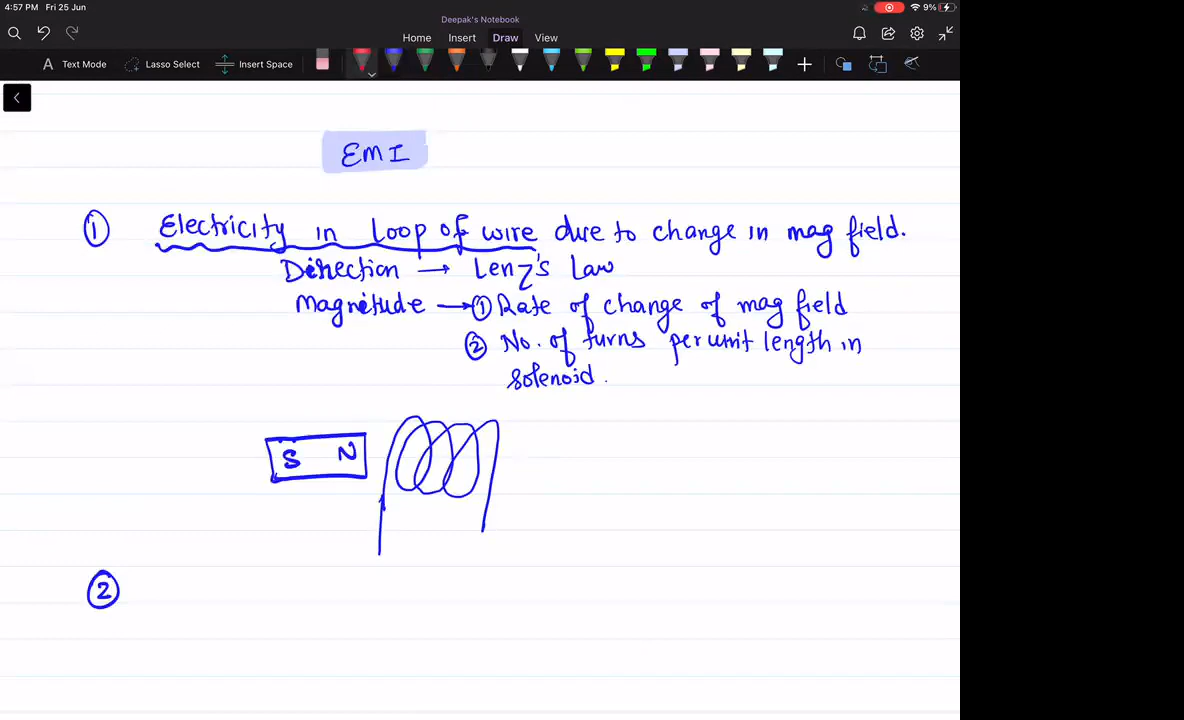 4:57 PM Fri 25 Jun
9%
Deepak's Notebook
Home Insert Draw View
Text Mode Lasso Select Insert Space
EMI
① Electricity in loop of wire due to change in mag field.
Direction → Lenz's Law
Magnitude → ① Rate of change of mag field
② No. of turns per unit length in
solenoid.
S N
②